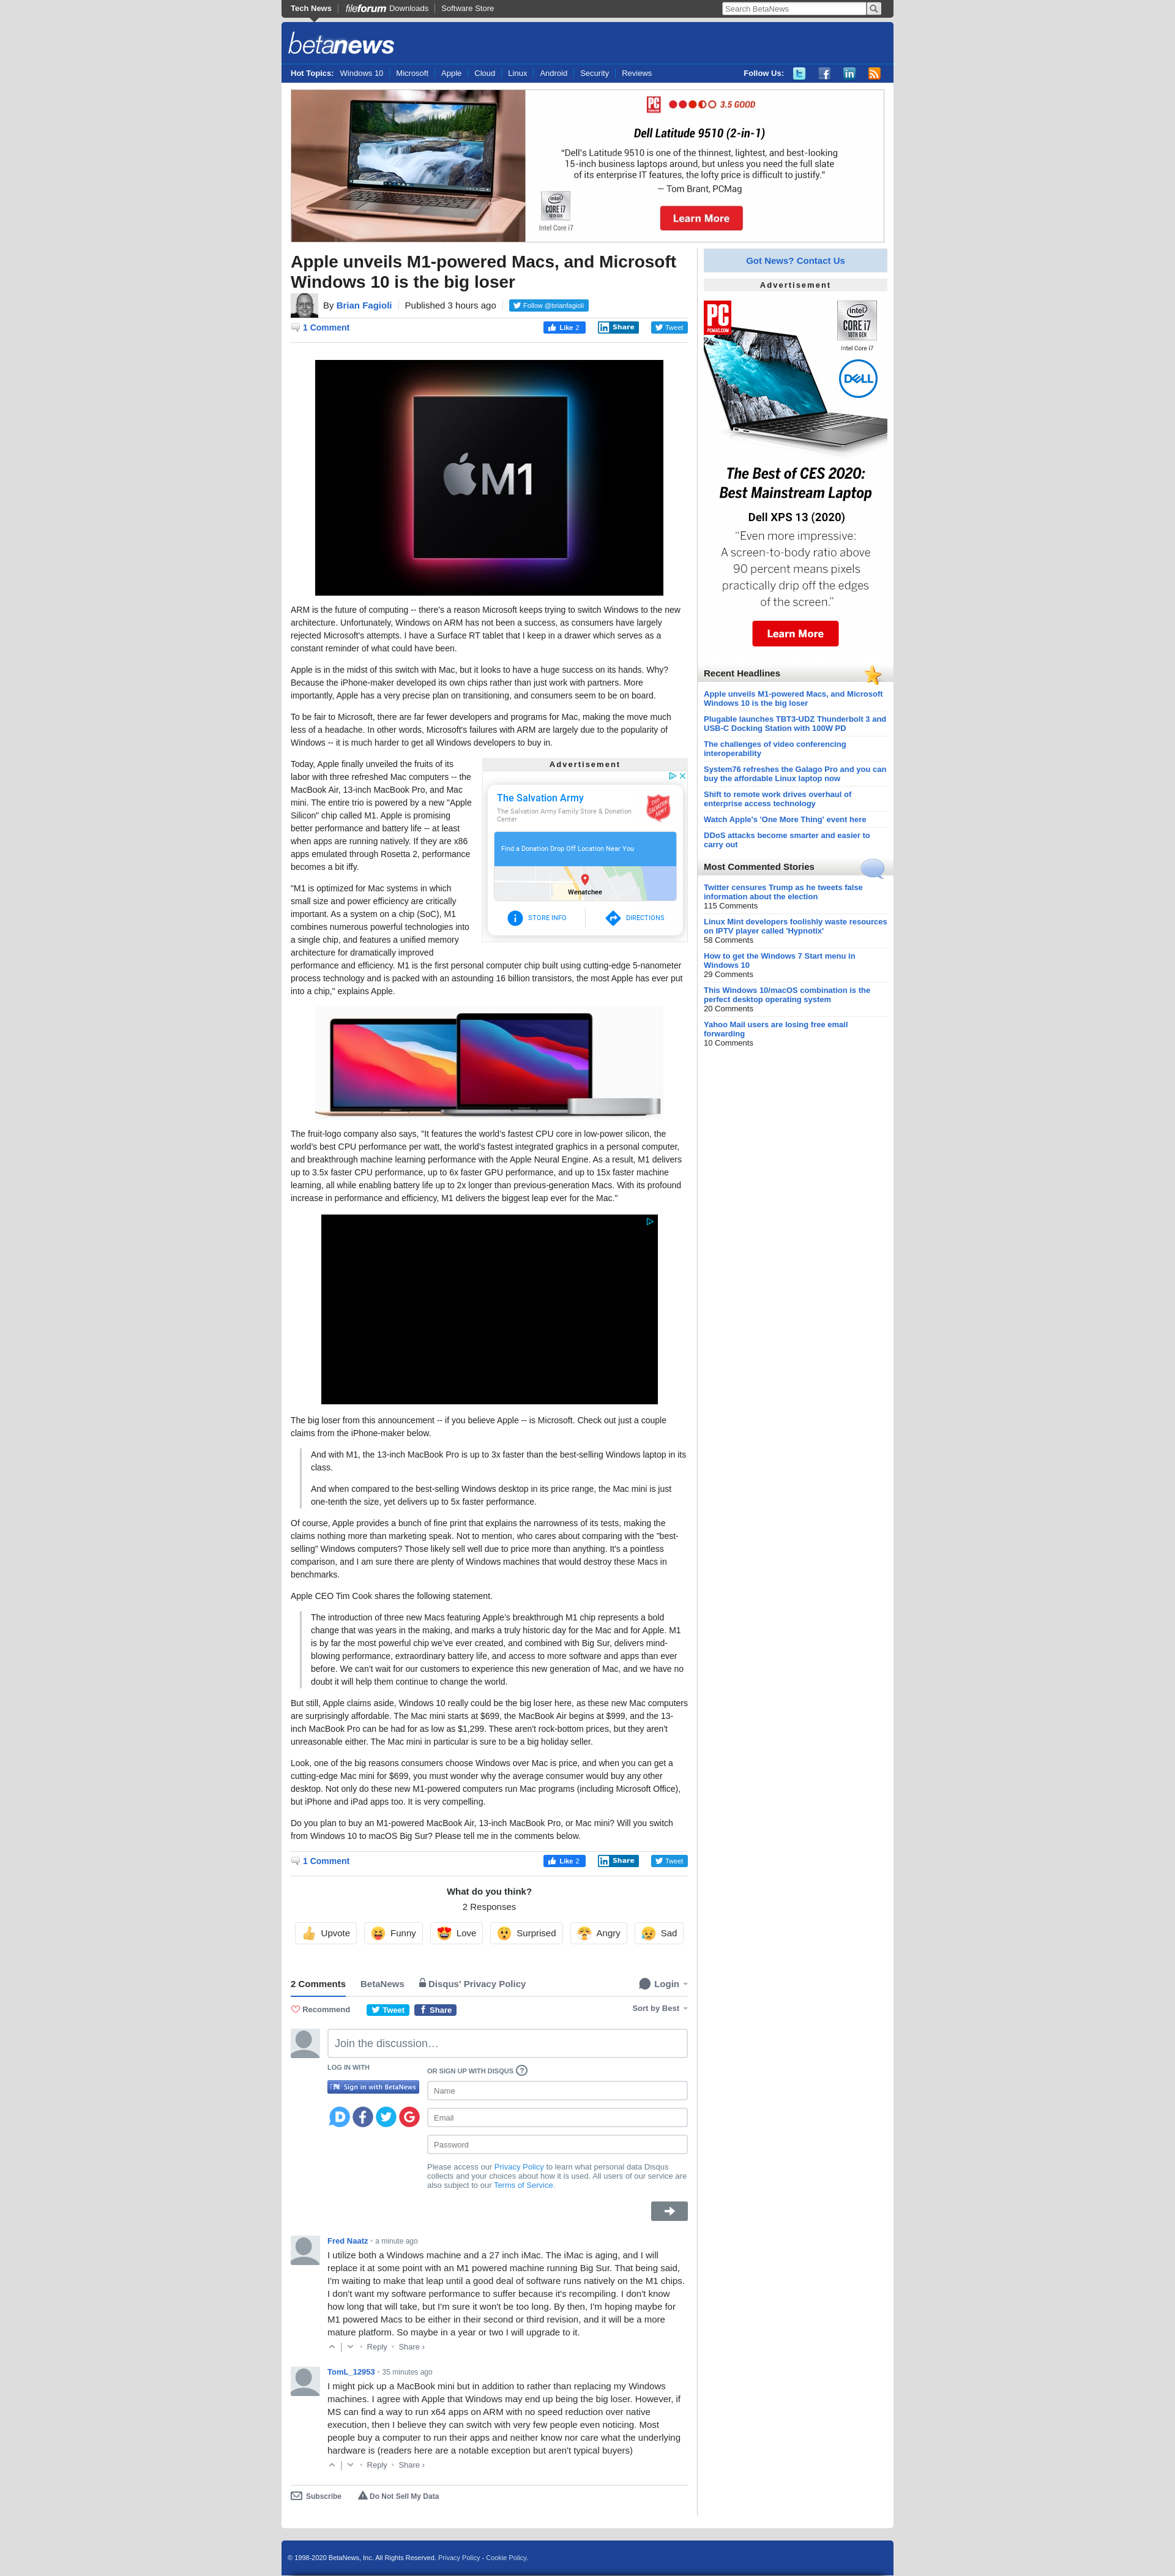 Tech News
fileforum Downloads
Software Store
Search BetaNews
betanews
Hot Topics: Windows 10 Microsoft Apple Cloud Linux Android Security Reviews
Follow Us:
PC 3.5 GOOD
Dell Latitude 9510 (2-in-1)
“Dell's Latitude 9510 is one of the thinnest, lightest, and best-looking
15-inch business laptops around, but unless you need the full slate
of its enterprise IT features, the lofty price is difficult to justify.”
— Tom Brant, PCMag
intel CORE i7 10TH GEN
Intel Core i7
Learn More
Apple unveils M1-powered Macs, and Microsoft
Windows 10 is the big loser
By Brian Fagioli Published 3 hours ago Follow @brianfagioli
1 Comment
Like 2 Share Tweet
M1
ARM is the future of computing -- there's a reason Microsoft keeps trying to switch Windows to the new
architecture. Unfortunately, Windows on ARM has not been a success, as consumers have largely
rejected Microsoft's attempts. I have a Surface RT tablet that I keep in a drawer which serves as a
constant reminder of what could have been.
Apple is in the midst of this switch with Mac, but it looks to have a huge success on its hands. Why?
Because the iPhone-maker developed its own chips rather than just work with partners. More
importantly, Apple has a very precise plan on transitioning, and consumers seem to be on board.
To be fair to Microsoft, there are far fewer developers and programs for Mac, making the move much
less of a headache. In other words, Microsoft's failures with ARM are largely due to the popularity of
Windows -- it is much harder to get all Windows developers to buy in.
Today, Apple finally unveiled the fruits of its
labor with three refreshed Mac computers -- the
MacBook Air, 13-inch MacBook Pro, and Mac
mini. The entire trio is powered by a new "Apple
Silicon" chip called M1. Apple is promising
better performance and battery life -- at least
when apps are running natively. If they are x86
apps emulated through Rosetta 2, performance
becomes a bit iffy.
Advertisement
The Salvation Army
The Salvation Army Family Store & Donation
Center
THE SALVATION ARMY
Find a Donation Drop Off Location Near You
Wenatchee
STORE INFO
DIRECTIONS
"M1 is optimized for Mac systems in which
small size and power efficiency are critically
important. As a system on a chip (SoC), M1
combines numerous powerful technologies into
a single chip, and features a unified memory
architecture for dramatically improved
performance and efficiency. M1 is the first personal computer chip built using cutting-edge 5-nanometer
process technology and is packed with an astounding 16 billion transistors, the most Apple has ever put
into a chip," explains Apple.
The fruit-logo company also says, "It features the world's fastest CPU core in low-power silicon, the
world's best CPU performance per watt, the world's fastest integrated graphics in a personal computer,
and breakthrough machine learning performance with the Apple Neural Engine. As a result, M1 delivers
up to 3.5x faster CPU performance, up to 6x faster GPU performance, and up to 15x faster machine
learning, all while enabling battery life up to 2x longer than previous-generation Macs. With its profound
increase in performance and efficiency, M1 delivers the biggest leap ever for the Mac."
The big loser from this announcement -- if you believe Apple -- is Microsoft. Check out just a couple
claims from the iPhone-maker below.
And with M1, the 13-inch MacBook Pro is up to 3x faster than the best-selling Windows laptop in its
class.
And when compared to the best-selling Windows desktop in its price range, the Mac mini is just
one-tenth the size, yet delivers up to 5x faster performance.
Of course, Apple provides a bunch of fine print that explains the narrowness of its tests, making the
claims nothing more than marketing speak. Not to mention, who cares about comparing with the "best-
selling" Windows computers? Those likely sell well due to price more than anything. It's a pointless
comparison, and I am sure there are plenty of Windows machines that would destroy these Macs in
benchmarks.
Apple CEO Tim Cook shares the following statement.
The introduction of three new Macs featuring Apple's breakthrough M1 chip represents a bold
change that was years in the making, and marks a truly historic day for the Mac and for Apple. M1
is by far the most powerful chip we've ever created, and combined with Big Sur, delivers mind-
blowing performance, extraordinary battery life, and access to more software and apps than ever
before. We can't wait for our customers to experience this new generation of Mac, and we have no
doubt it will help them continue to change the world.
But still, Apple claims aside, Windows 10 really could be the big loser here, as these new Mac computers
are surprisingly affordable. The Mac mini starts at $699, the MacBook Air begins at $999, and the 13-
inch MacBook Pro can be had for as low as $1,299. These aren't rock-bottom prices, but they aren't
unreasonable either. The Mac mini in particular is sure to be a big holiday seller.
Look, one of the big reasons consumers choose Windows over Mac is price, and when you can get a
cutting-edge Mac mini for $699, you must wonder why the average consumer would buy any other
desktop. Not only do these new M1-powered computers run Mac programs (including Microsoft Office),
but iPhone and iPad apps too. It is very compelling.
Do you plan to buy an M1-powered MacBook Air, 13-inch MacBook Pro, or Mac mini? Will you switch
from Windows 10 to macOS Big Sur? Please tell me in the comments below.
1 Comment
Like 2 Share Tweet
What do you think?
2 Responses
Upvote Funny Love Surprised Angry Sad
2 Comments BetaNews Disqus' Privacy Policy Login
Recommend Tweet Share Sort by Best
Join the discussion…
LOG IN WITH
Sign in with BetaNews
OR SIGN UP WITH DISQUS ?
Name
Email
Password
Please access our Privacy Policy to learn what personal data Disqus
collects and your choices about how it is used. All users of our service are
also subject to our Terms of Service.
Fred Naatz • a minute ago
I utilize both a Windows machine and a 27 inch iMac. The iMac is aging, and I will
replace it at some point with an M1 powered machine running Big Sur. That being said,
I'm waiting to make that leap until a good deal of software runs natively on the M1 chips.
I don't want my software performance to suffer because it's recompiling. I don't know
how long that will take, but I'm sure it won't be too long. By then, I'm hoping maybe for
M1 powered Macs to be either in their second or third revision, and it will be a more
mature platform. So maybe in a year or two I will upgrade to it.
Reply • Share ›
TomL_12953 • 35 minutes ago
I might pick up a MacBook mini but in addition to rather than replacing my Windows
machines. I agree with Apple that Windows may end up being the big loser. However, if
MS can find a way to run x64 apps on ARM with no speed reduction over native
execution, then I believe they can switch with very few people even noticing. Most
people buy a computer to run their apps and neither know nor care what the underlying
hardware is (readers here are a notable exception but aren't typical buyers)
Reply • Share ›
Subscribe Do Not Sell My Data
Got News? Contact Us
Advertisement
PC PCMAG.COM
intel CORE i7 10TH GEN
Intel Core i7
DELL
The Best of CES 2020:
Best Mainstream Laptop
Dell XPS 13 (2020)
“Even more impressive:
A screen-to-body ratio above
90 percent means pixels
practically drip off the edges
of the screen.”
Learn More
Recent Headlines
Apple unveils M1-powered Macs, and Microsoft
Windows 10 is the big loser
Plugable launches TBT3-UDZ Thunderbolt 3 and
USB-C Docking Station with 100W PD
The challenges of video conferencing
interoperability
System76 refreshes the Galago Pro and you can
buy the affordable Linux laptop now
Shift to remote work drives overhaul of
enterprise access technology
Watch Apple's 'One More Thing' event here
DDoS attacks become smarter and easier to
carry out
Most Commented Stories
Twitter censures Trump as he tweets false
information about the election
115 Comments
Linux Mint developers foolishly waste resources
on IPTV player called 'Hypnotix'
58 Comments
How to get the Windows 7 Start menu in
Windows 10
29 Comments
This Windows 10/macOS combination is the
perfect desktop operating system
20 Comments
Yahoo Mail users are losing free email
forwarding
10 Comments
© 1998-2020 BetaNews, Inc. All Rights Reserved. Privacy Policy - Cookie Policy.